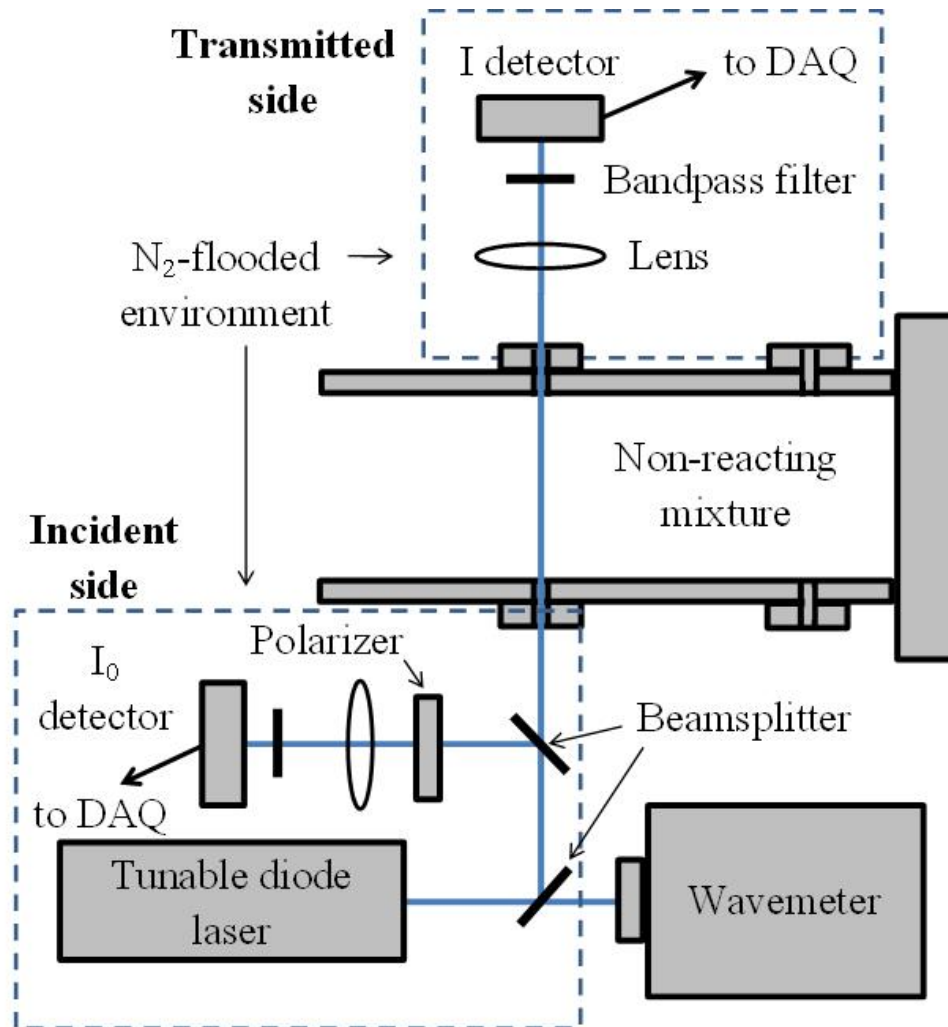 Transmitted
side
I detector
to DAQ
Bandpass filter
Lens
N₂-flooded
environment
Non-reacting
mixture
Incident
side
Polarizer
I₀
detector
to DAQ
Beamsplitter
Tunable diode
laser
Wavemeter